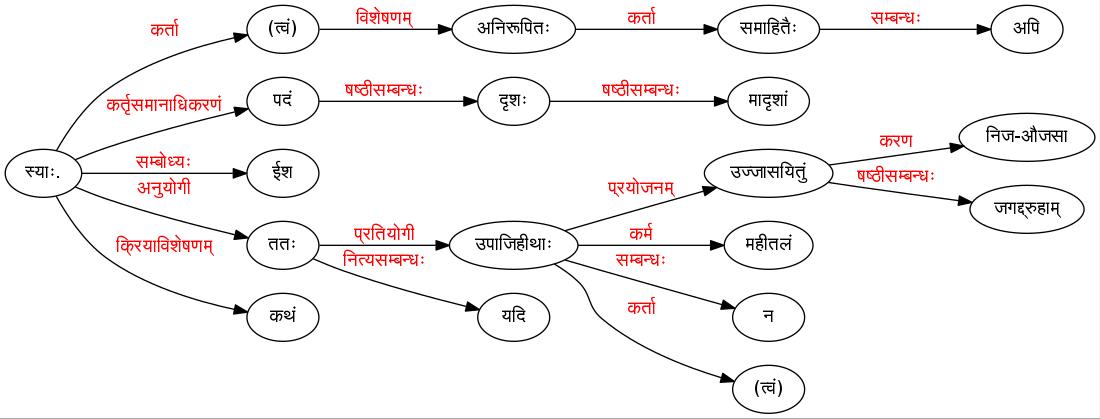 (त्वं) विशेषणम् अनिरूपितः कर्ता समाहितैः सम्बन्धः अपि
कर्ता
कर्तृसमानाधिकरणं पदं षष्ठीसम्बन्धः दृशः षष्ठीसम्बन्धः मादृशां
करण निज-औजसा
स्याः. सम्बोध्यः ईश
अनुयोगी
प्रयोजनम् उज्जासयितुं षष्ठीसम्बन्धः
जगद्द्रुहाम्
क्रियाविशेषणम् ततः प्रतियोगी उपाजिहीथाः कर्म महीतलं
नित्यसम्बन्धः सम्बन्धः
कथं यदि कर्ता न
(त्वं)